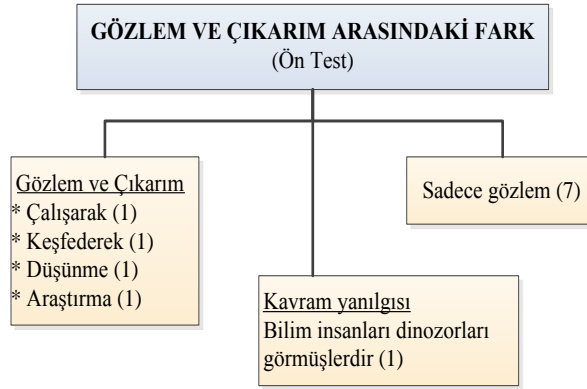 GÖZLEM VE ÇIKARIM ARASINDAKİ FARK
(Ön Test)
Gözlem ve Çıkarım
* Çalışarak (1)
* Keşfederek (1)
* Düşünme (1)
* Araştırma (1)
Kavram yanılgısı
Bilim insanları dinozorları
görmüşlerdir (1)
Sadece gözlem (7)